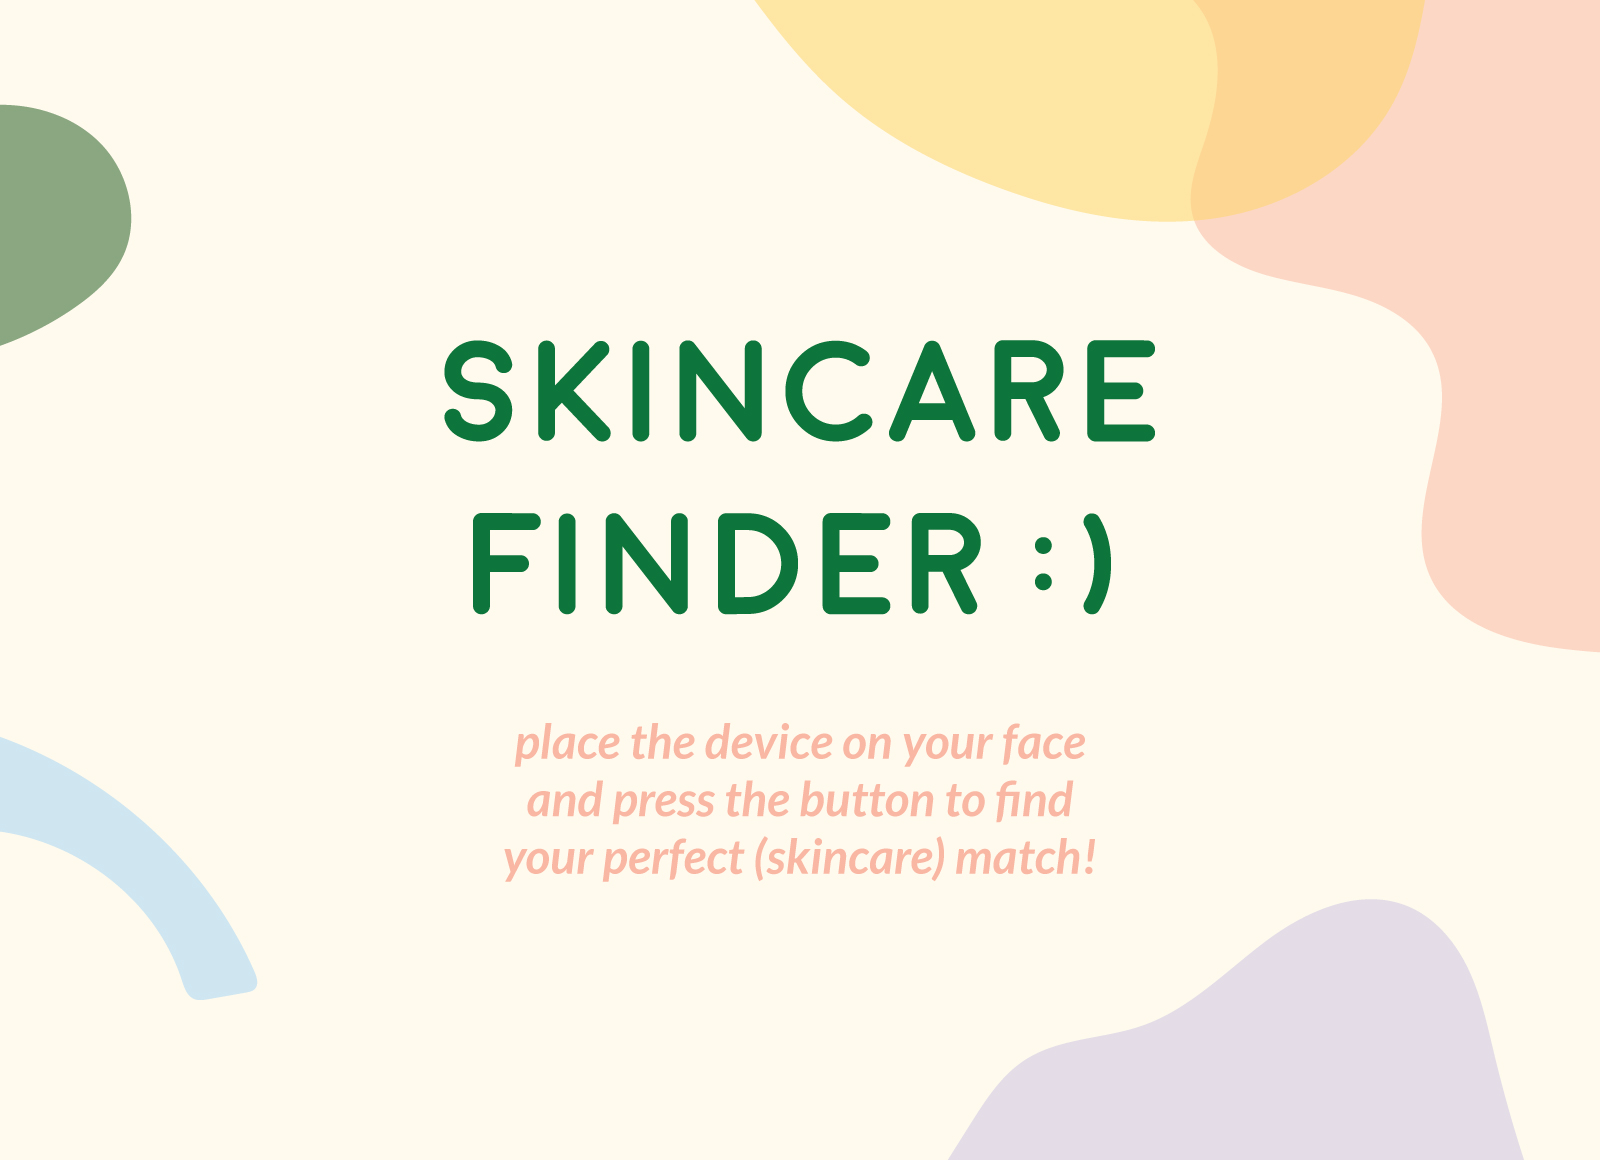 SKINCARE
FINDER :)
place the device on your face
and press the button to find
your perfect (skincare) match!